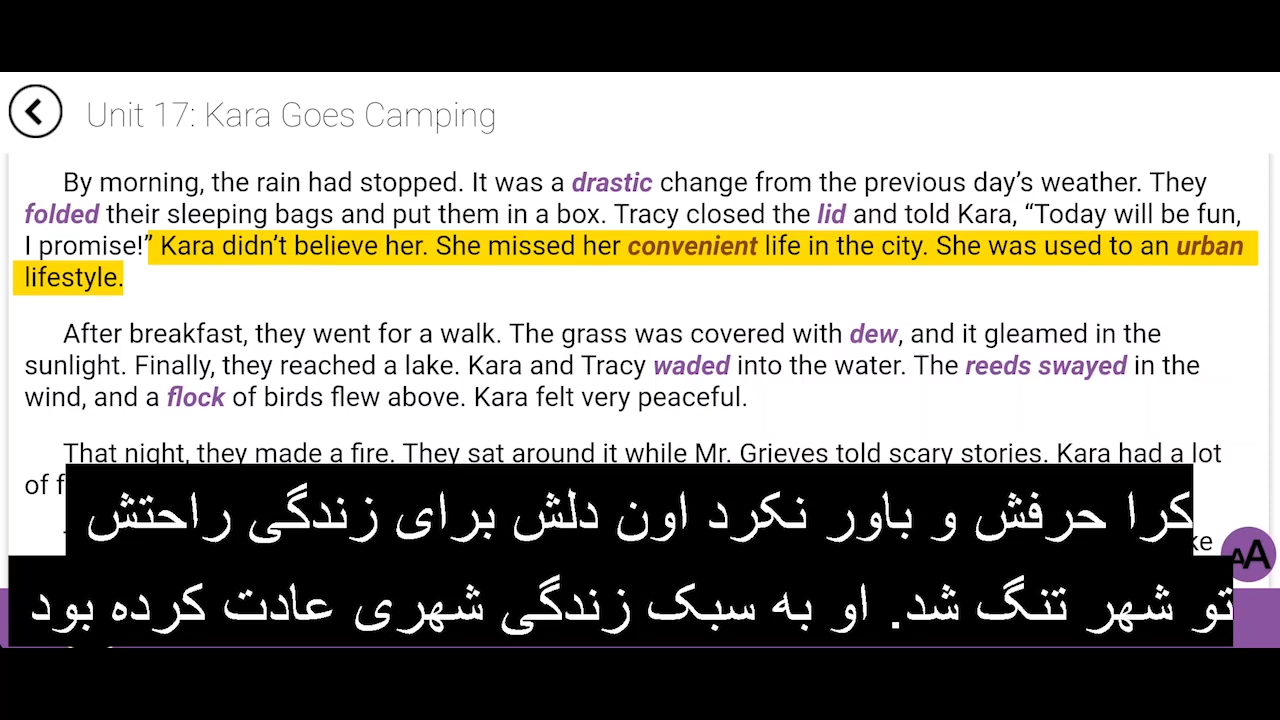 Unit 17: Kara Goes Camping
By morning, the rain had stopped. It was a drastic change from the previous day’s weather. They
folded their sleeping bags and put them in a box. Tracy closed the lid and told Kara, “Today will be fun,
I promise!” Kara didn’t believe her. She missed her convenient life in the city. She was used to an urban
lifestyle.
After breakfast, they went for a walk. The grass was covered with dew, and it gleamed in the
sunlight. Finally, they reached a lake. Kara and Tracy waded into the water. The reeds swayed in the
wind, and a flock of birds flew above. Kara felt very peaceful.
That night, they made a fire. They sat around it while Mr. Grieves told scary stories. Kara had a lot
of
کرا حرفش و باور نکرد اون دلش برای زندگی راحتش
تو شهر تنگ شد. او به سبک زندگی شهری عادت کرده بود
AA